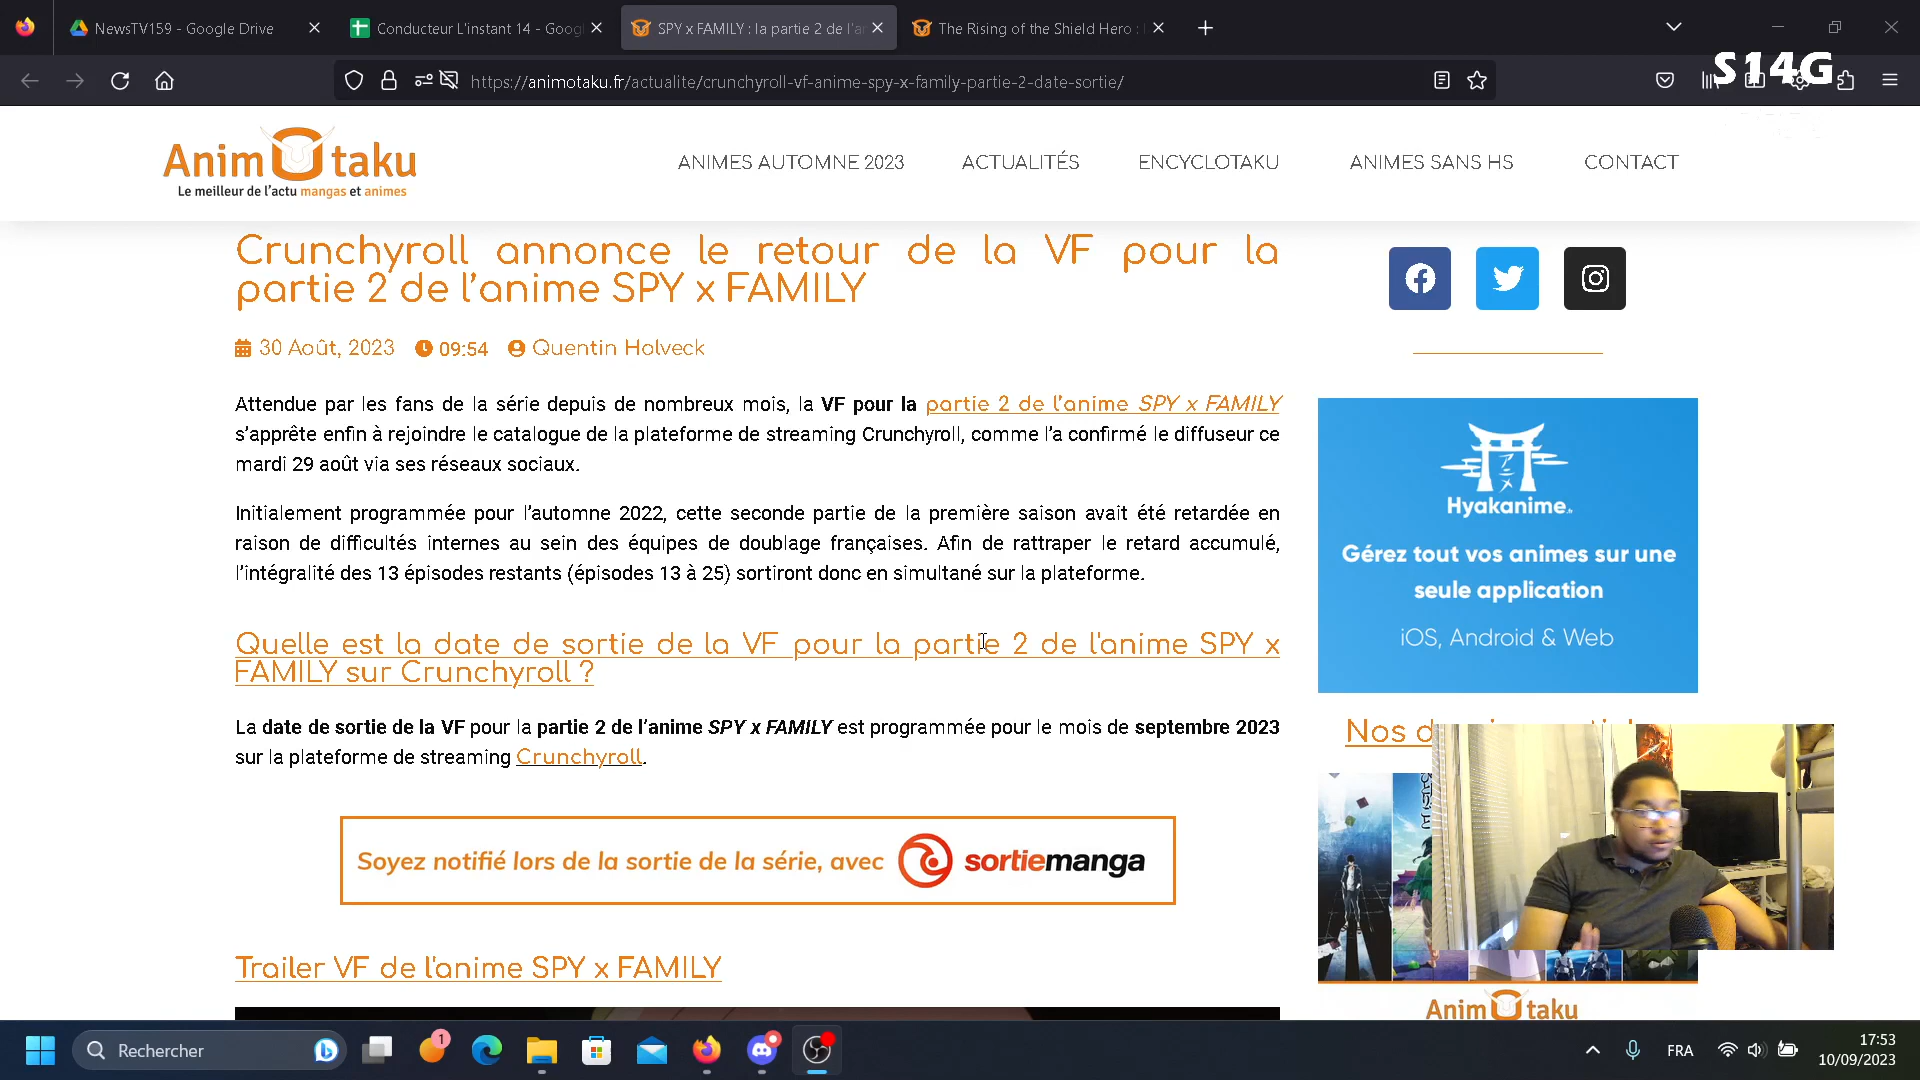 NewsTV159 - Google Drive
Conducteur L'instant 14 - Goog
SPY x FAMILY : la partie 2 de l'a
The Rising of the Shield Hero :
https://animotaku.fr/actualite/crunchyroll-vf-anime-spy-x-family-partie-2-date-sortie/
S14G
AnimOtaku
Le meilleur de l'actu mangas et animes
ANIMES AUTOMNE 2023
ACTUALITÉS
ENCYCLOTAKU
ANIMES SANS HS
CONTACT
Crunchyroll annonce le retour de la VF pour la
partie 2 de l’anime SPY x FAMILY
30 Août, 2023 09:54 Quentin Holveck
Attendue par les fans de la série depuis de nombreux mois, la VF pour la partie 2 de l’anime SPY x FAMILY
s’apprête enfin à rejoindre le catalogue de la plateforme de streaming Crunchyroll, comme l’a confirmé le diffuseur ce
mardi 29 août via ses réseaux sociaux.
Initialement programmée pour l’automne 2022, cette seconde partie de la première saison avait été retardée en
raison de difficultés internes au sein des équipes de doublage françaises. Afin de rattraper le retard accumulé,
l’intégralité des 13 épisodes restants (épisodes 13 à 25) sortiront donc en simultané sur la plateforme.
Quelle est la date de sortie de la VF pour la partie 2 de l'anime SPY x
FAMILY sur Crunchyroll ?
La date de sortie de la VF pour la partie 2 de l’anime SPY x FAMILY est programmée pour le mois de septembre 2023
sur la plateforme de streaming Crunchyroll.
Soyez notifié lors de la sortie de la série, avec sortiemanga
Trailer VF de l'anime SPY x FAMILY
アニメ
Hyakanime.fr
Gérez tout vos animes sur une
seule application
iOS, Android & Web
Nos d
AnimOtaku
Rechercher
1
FRA
17:53
10/09/2023